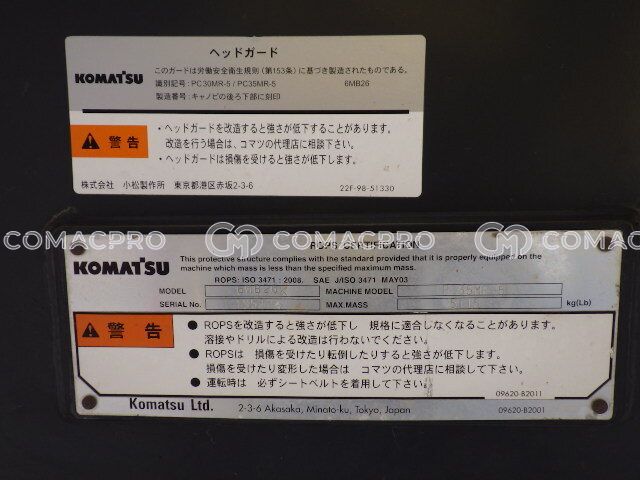 ヘッドガード
KOMATSU
このガードは労働安全衛生規則（第153条）に基づき製造されたものである。
識別記号：PC30MR-5 / PC35MR-5 6MB26
製造番号：キャノピの後ろ下部に刻印
警告
・ヘッドガードを改造すると強さが低下することがあります。
改造を行う場合は、コマツの代理店に相談下さい。
・ヘッドガードは損傷を受けると強さが低下します。
株式会社 小松製作所 東京都港区赤坂2-3-6 22F-98-51330
COMACPRO COMACPRO COMACPRO
ROPS CERTIFICATION
KOMATSU
This protective structure complies with the standard provided that it is properly equipped on the
machine which mass is less than the specified maximum mass.
ROPS: ISO 3471 : 2008, SAE J/ISO 3471 MAY03
MODEL MACHINE MODEL
SERIAL No. MAX.MASS kg(Lb)
警告
● ROPSを改造すると強さが低下し 規格に適合しなくなることがあります。
溶接やドリルによる改造は行わないでください。
● ROPSは 損傷を受けたり転倒したりすると強さが低下します。
損傷を受けたり変形した場合は コマツの代理店に相談して下さい。
● 運転時は 必ずシートベルトを着用して下さい。
09620-B2011
Komatsu Ltd. 2-3-6 Akasaka, Minato-ku, Tokyo, Japan 09620-B2001